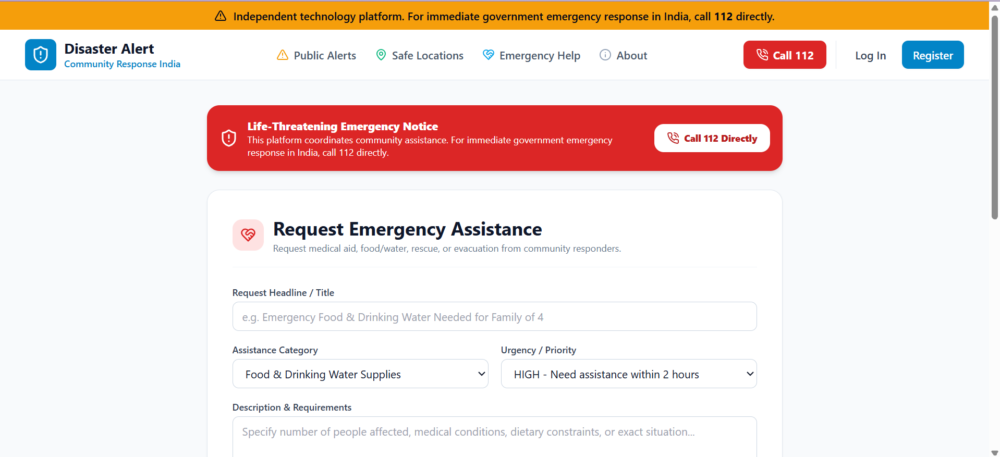 Independent technology platform. For immediate government emergency response in India, call 112 directly.
Disaster Alert
Community Response India
Public Alerts
Safe Locations
Emergency Help
About
Call 112
Log In
Register
Life-Threatening Emergency Notice
This platform coordinates community assistance. For immediate government emergency
response in India, call 112 directly.
Call 112 Directly
Request Emergency Assistance
Request medical aid, food/water, rescue, or evacuation from community responders.
Request Headline / Title
e.g. Emergency Food & Drinking Water Needed for Family of 4
Assistance Category
Urgency / Priority
Food & Drinking Water Supplies
HIGH - Need assistance within 2 hours
Description & Requirements
Specify number of people affected, medical conditions, dietary constraints, or exact situation...